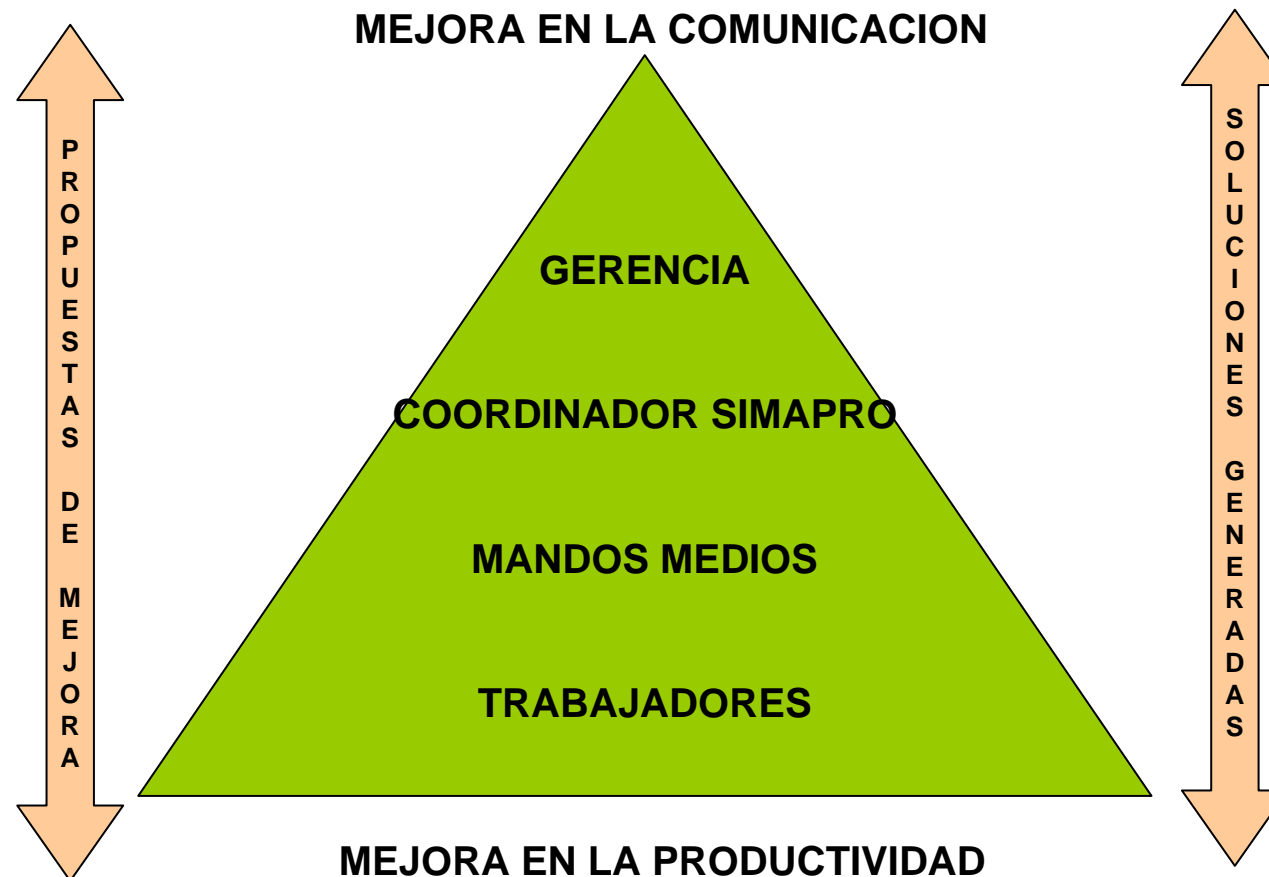 MEJORA EN LA COMUNICACION
PROPUESTAS DE MEJORA
SOLUCIONES GENERADAS
GERENCIA
COORDINADOR SIMAPRO
MANDOS MEDIOS
TRABAJADORES
MEJORA EN LA PRODUCTIVIDAD